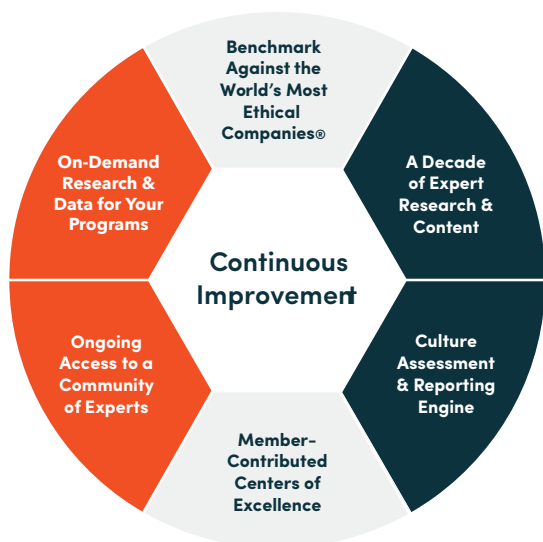 Benchmark
Against the
World's Most
Ethical
Companies®
A Decade
of Expert
Research &
Content
Culture
Assessment
& Reporting
Engine
Member-
Contributed
Centers of
Excellence
Ongoing
Access to a
Community
of Experts
On-Demand
Research &
Data for Your
Programs
Continuous
Improvement